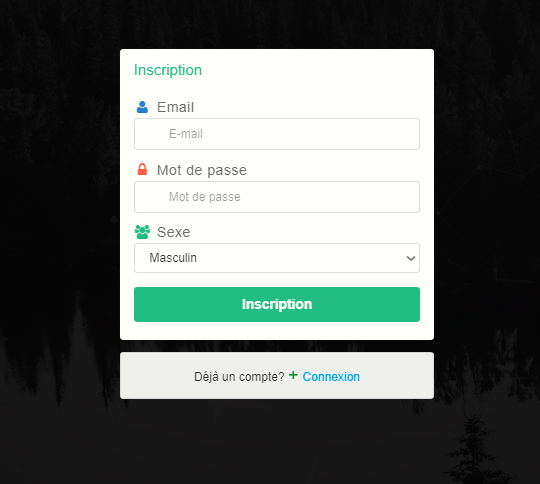 Inscription
Email
E-mail
Mot de passe
Mot de passe
Sexe
Masculin
Inscription
Déjà un compte? + Connexion